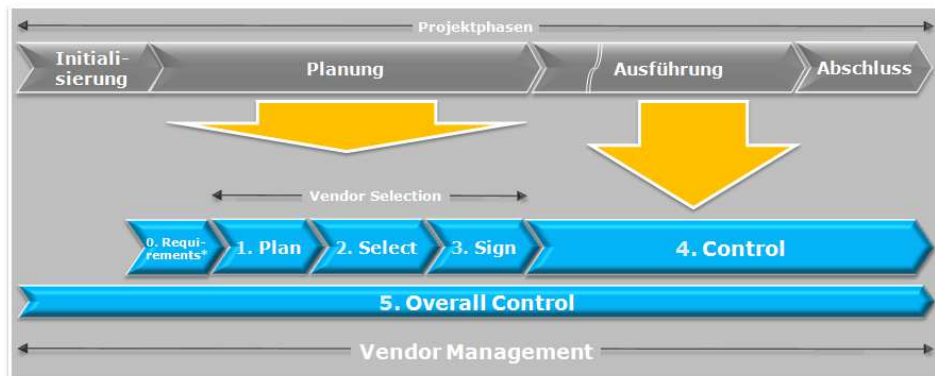 Projektphasen
Initiali-
sierung
Planung
Ausführung
Abschluss
Vendor Selection
0. Requi-
rements*
1. Plan
2. Select
3. Sign
4. Control
5. Overall Control
Vendor Management